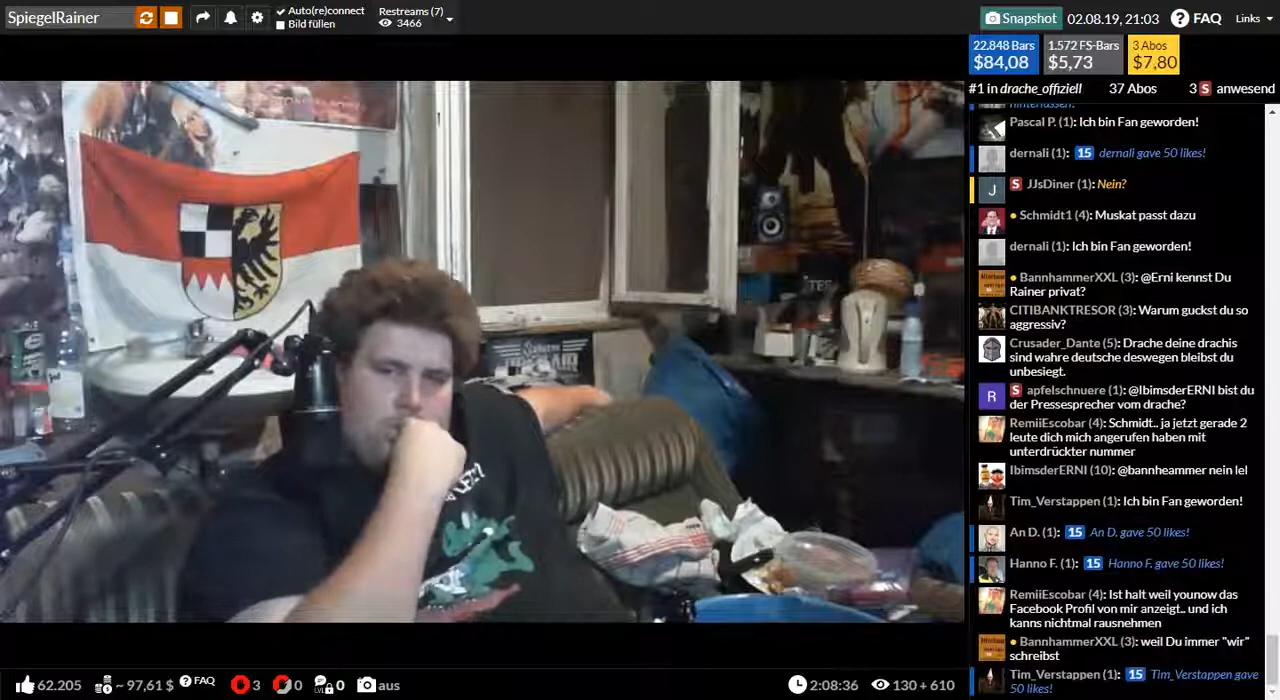 SpiegelRainer
Auto(re)connect
Bild füllen
Restreams (7)
3466
Snapshot
02.08.19, 21:03
FAQ
Links
22.848 Bars
$84,08
1.572 FS-Bars
$5,73
3 Abos
$7,80
#1 in drache_offiziell
37 Abos
3 S anwesend
hinterlassen.
Pascal P. (1): Ich bin Fan geworden!
dernali (1): 15 dernali gave 50 likes!
J
S JJsDiner (1): Nein?
Schmidt1 (4): Muskat passt dazu
dernali (1): Ich bin Fan geworden!
BannhammerXXL (3): @Erni kennst Du
Rainer privat?
CITIBANKTRESOR (3): Warum guckst du so
aggressiv?
Crusader_Dante (5): Drache deine drachis
sind wahre deutsche deswegen bleibst du
unbesiegt.
R
S apfelschnuere (1): @IbimsderERNI bist du
der Pressesprecher vom drache?
RemiiEscobar (4): Schmidt.. ja jetzt gerade 2
leute dich mich angerufen haben mit
unterdrückter nummer
IbimsderERNI (10): @bannheammer nein lel
Tim_Verstappen (1): Ich bin Fan geworden!
An D. (1): 15 An D. gave 50 likes!
Hanno F. (1): 15 Hanno F. gave 50 likes!
RemiiEscobar (4): Ist halt weil younow das
Facebook Profil von mir anzeigt.. und ich
kanns nichtmal rausnehmen
BannhammerXXL (3): weil Du immer "wir"
schreibst
Tim_Verstappen (1): 15 Tim_Verstappen gave
50 likes!
62.205
~ 97,61 $
FAQ
3
0
LVL
0
aus
2:08:36
130 + 610